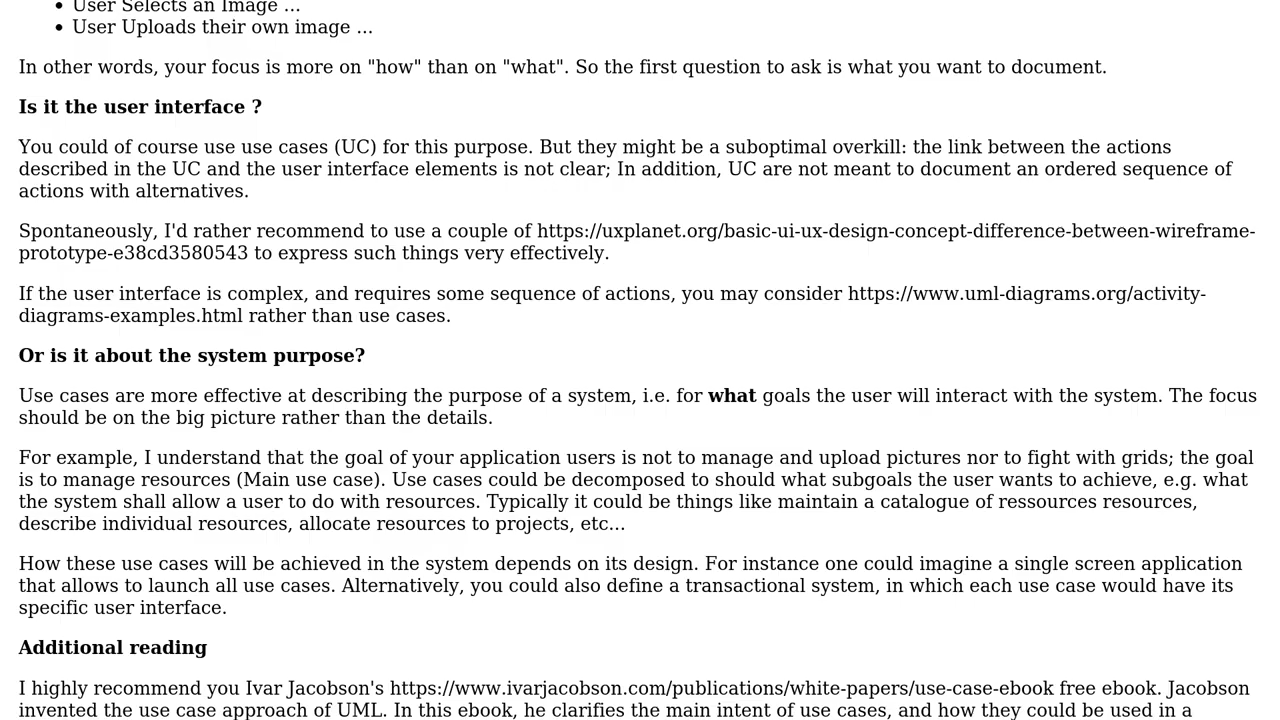 • User Selects an Image ...
• User Uploads their own image ...
In other words, your focus is more on "how" than on "what". So the first question to ask is what you want to document.
Is it the user interface ?
You could of course use use cases (UC) for this purpose. But they might be a suboptimal overkill: the link between the actions
described in the UC and the user interface elements is not clear; In addition, UC are not meant to document an ordered sequence of
actions with alternatives.
Spontaneously, I'd rather recommend to use a couple of https://uxplanet.org/basic-ui-ux-design-concept-difference-between-wireframe-
prototype-e38cd3580543 to express such things very effectively.
If the user interface is complex, and requires some sequence of actions, you may consider https://www.uml-diagrams.org/activity-
diagrams-examples.html rather than use cases.
Or is it about the system purpose?
Use cases are more effective at describing the purpose of a system, i.e. for what goals the user will interact with the system. The focus
should be on the big picture rather than the details.
For example, I understand that the goal of your application users is not to manage and upload pictures nor to fight with grids; the goal
is to manage resources (Main use case). Use cases could be decomposed to should what subgoals the user wants to achieve, e.g. what
the system shall allow a user to do with resources. Typically it could be things like maintain a catalogue of ressources resources,
describe individual resources, allocate resources to projects, etc...
How these use cases will be achieved in the system depends on its design. For instance one could imagine a single screen application
that allows to launch all use cases. Alternatively, you could also define a transactional system, in which each use case would have its
specific user interface.
Additional reading
I highly recommend you Ivar Jacobson's https://www.ivarjacobson.com/publications/white-papers/use-case-ebook free ebook. Jacobson
invented the use case approach of UML. In this ebook, he clarifies the main intent of use cases, and how they could be used in a